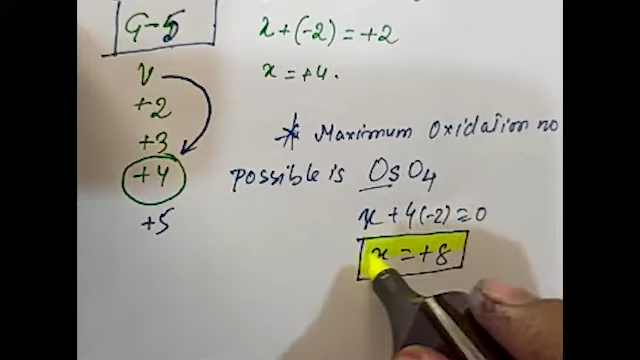 G-5
V
+2
+3
+4
+5
x + (-2) = +2
x = +4.
* Maximum Oxidation no
possible is OsO4
x + 4(-2) = 0
x = +8